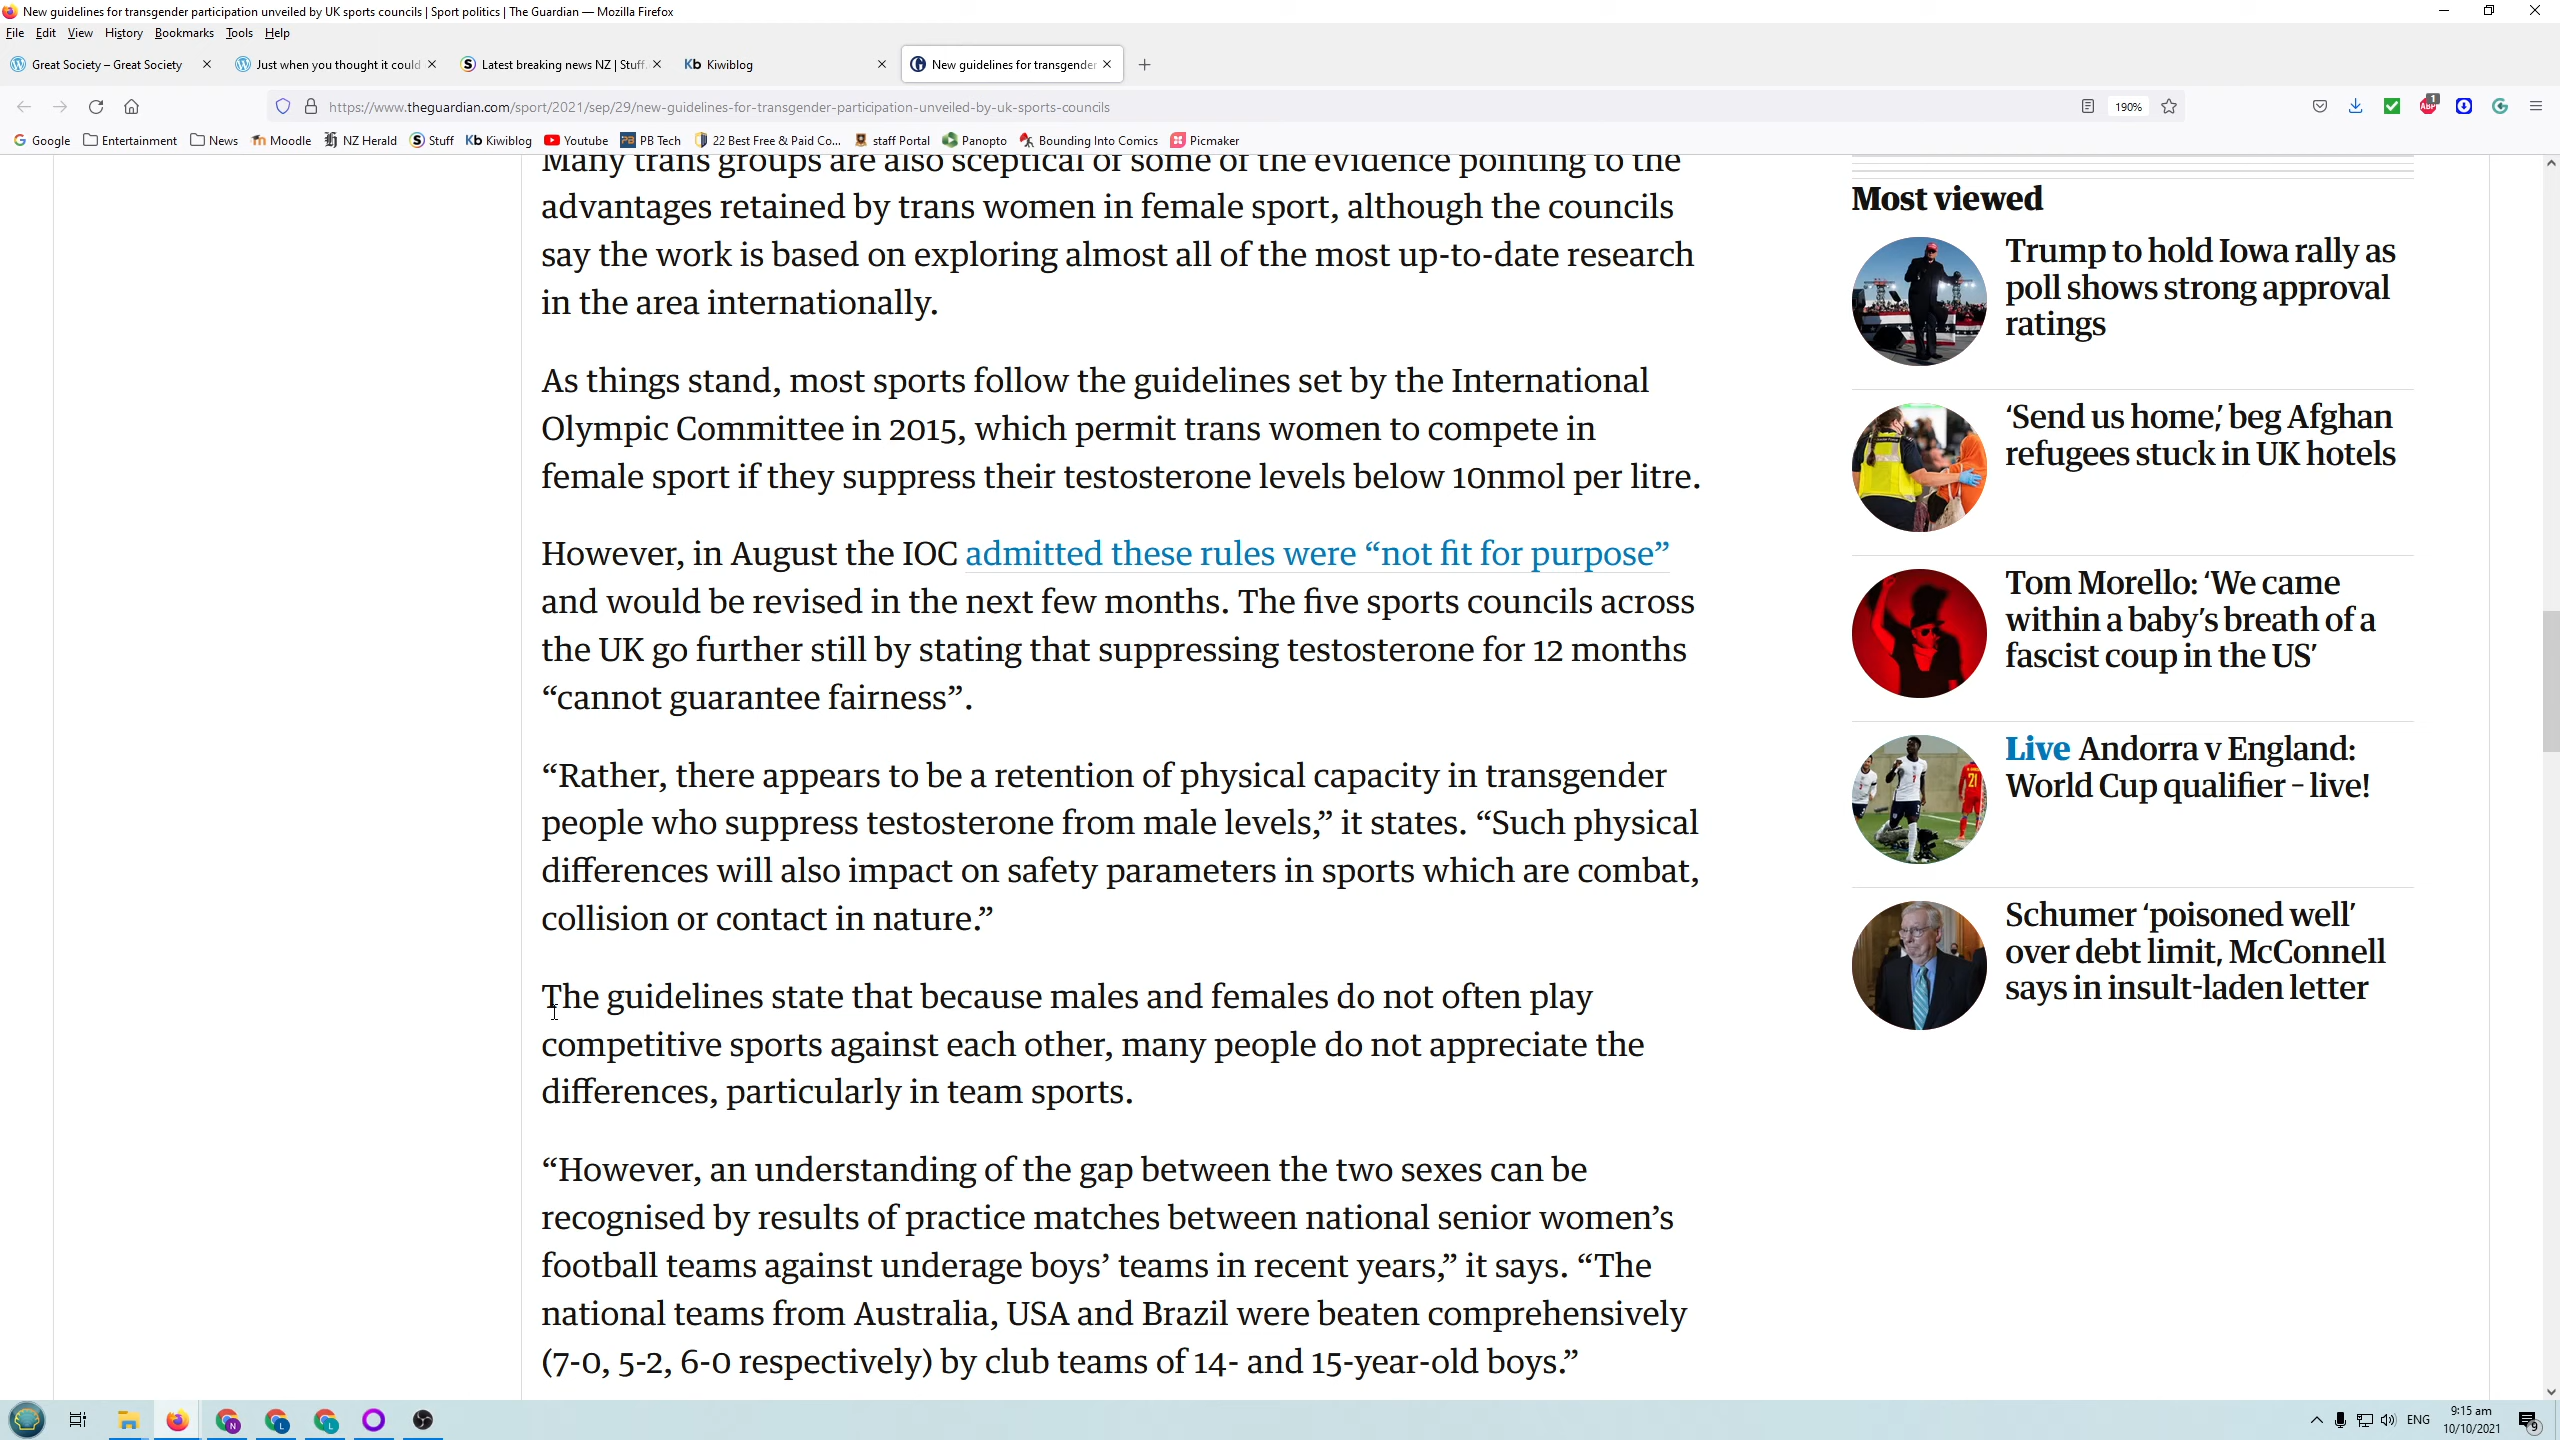 New guidelines for transgender participation unveiled by UK sports councils | Sport politics | The Guardian — Mozilla Firefox
File Edit View History Bookmarks Tools Help
Great Society – Great Society
Just when you thought it could
Latest breaking news NZ | Stuff.
Kb Kiwiblog
New guidelines for transgender
https://www.theguardian.com/sport/2021/sep/29/new-guidelines-for-transgender-participation-unveiled-by-uk-sports-councils
190%
ABP
1
Google Entertainment News Moodle NZ Herald Stuff Kb Kiwiblog Youtube PB Tech 22 Best Free & Paid Co... staff Portal Panopto Bounding Into Comics Picmaker
Many trans groups are also sceptical of some of the evidence pointing to the
advantages retained by trans women in female sport, although the councils
say the work is based on exploring almost all of the most up-to-date research
in the area internationally.
As things stand, most sports follow the guidelines set by the International
Olympic Committee in 2015, which permit trans women to compete in
female sport if they suppress their testosterone levels below 10nmol per litre.
However, in August the IOC admitted these rules were “not fit for purpose”
and would be revised in the next few months. The five sports councils across
the UK go further still by stating that suppressing testosterone for 12 months
“cannot guarantee fairness”.
“Rather, there appears to be a retention of physical capacity in transgender
people who suppress testosterone from male levels,” it states. “Such physical
differences will also impact on safety parameters in sports which are combat,
collision or contact in nature.”
The guidelines state that because males and females do not often play
competitive sports against each other, many people do not appreciate the
differences, particularly in team sports.
“However, an understanding of the gap between the two sexes can be
recognised by results of practice matches between national senior women’s
football teams against underage boys’ teams in recent years,” it says. “The
national teams from Australia, USA and Brazil were beaten comprehensively
(7-0, 5-2, 6-0 respectively) by club teams of 14- and 15-year-old boys.”
Most viewed
Trump to hold Iowa rally as
poll shows strong approval
ratings
‘Send us home,’ beg Afghan
refugees stuck in UK hotels
Tom Morello: ‘We came
within a baby’s breath of a
fascist coup in the US’
Live Andorra v England:
World Cup qualifier – live!
Schumer ‘poisoned well’
over debt limit, McConnell
says in insult-laden letter
ENG
9:15 am
10/10/2021
9